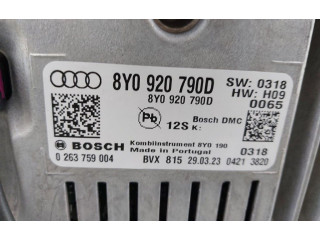 8Y0 920 790D
8Y0 920 790D
SW: 0318
HW: H09
0065
Pb
12S K:
Bosch DMC
BOSCH
0 263 759 004
Kombiinstrument 8Y0 190
Made in Portugal
0318
BVX 815 29.03.23 0421 3820